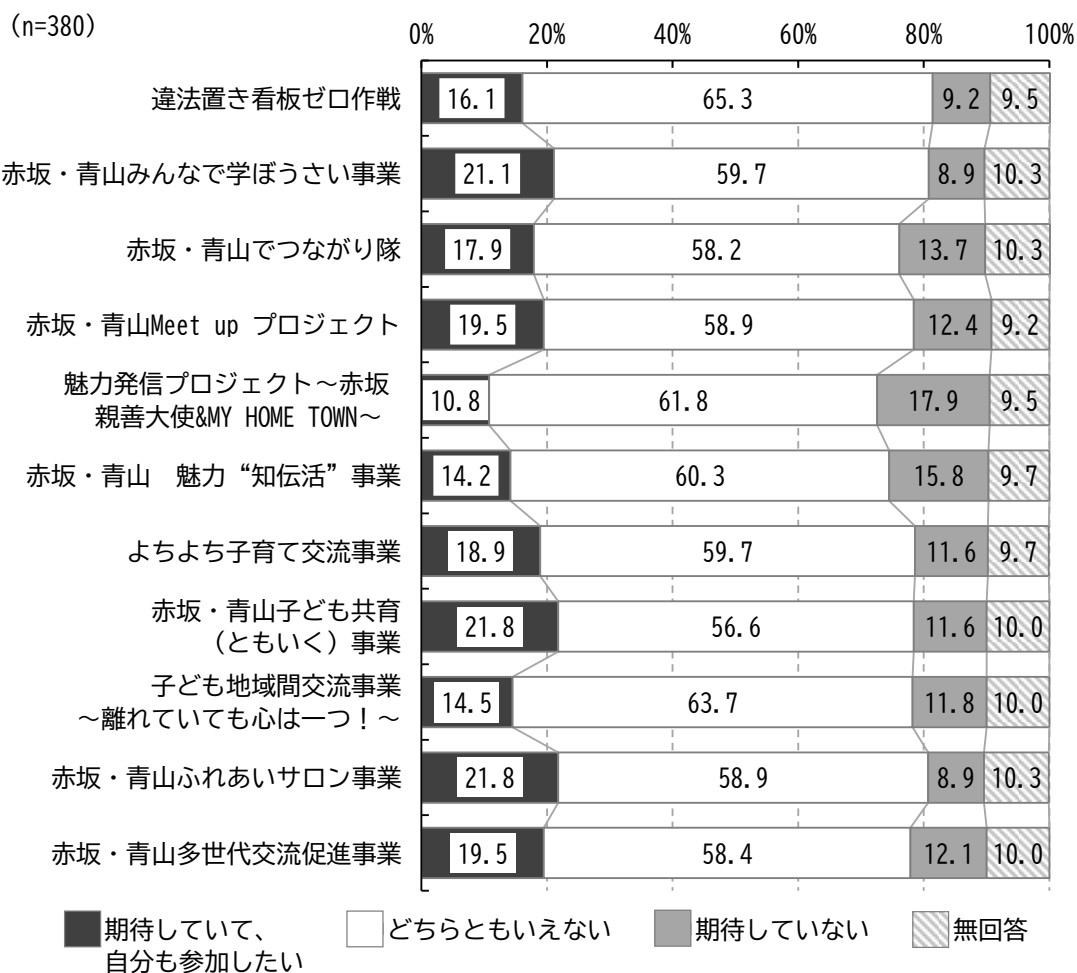 (n=380)
0% 20% 40% 60% 80% 100%
違法置き看板ゼロ作戦 16.1 65.3 9.2 9.5
赤坂・青山みんなで学ぼうさい事業 21.1 59.7 8.9 10.3
赤坂・青山でつながり隊 17.9 58.2 13.7 10.3
赤坂・青山Meet up プロジェクト 19.5 58.9 12.4 9.2
魅力発信プロジェクト～赤坂
親善大使&MY HOME TOWN～ 10.8 61.8 17.9 9.5
赤坂・青山　魅力“知伝活”事業 14.2 60.3 15.8 9.7
よちよち子育て交流事業 18.9 59.7 11.6 9.7
赤坂・青山子ども共育
（ともいく）事業 21.8 56.6 11.6 10.0
子ども地域間交流事業
～離れていても心は一つ！～ 14.5 63.7 11.8 10.0
赤坂・青山ふれあいサロン事業 21.8 58.9 8.9 10.3
赤坂・青山多世代交流促進事業 19.5 58.4 12.1 10.0
期待していて、
自分も参加したい
どちらともいえない
期待していない
無回答